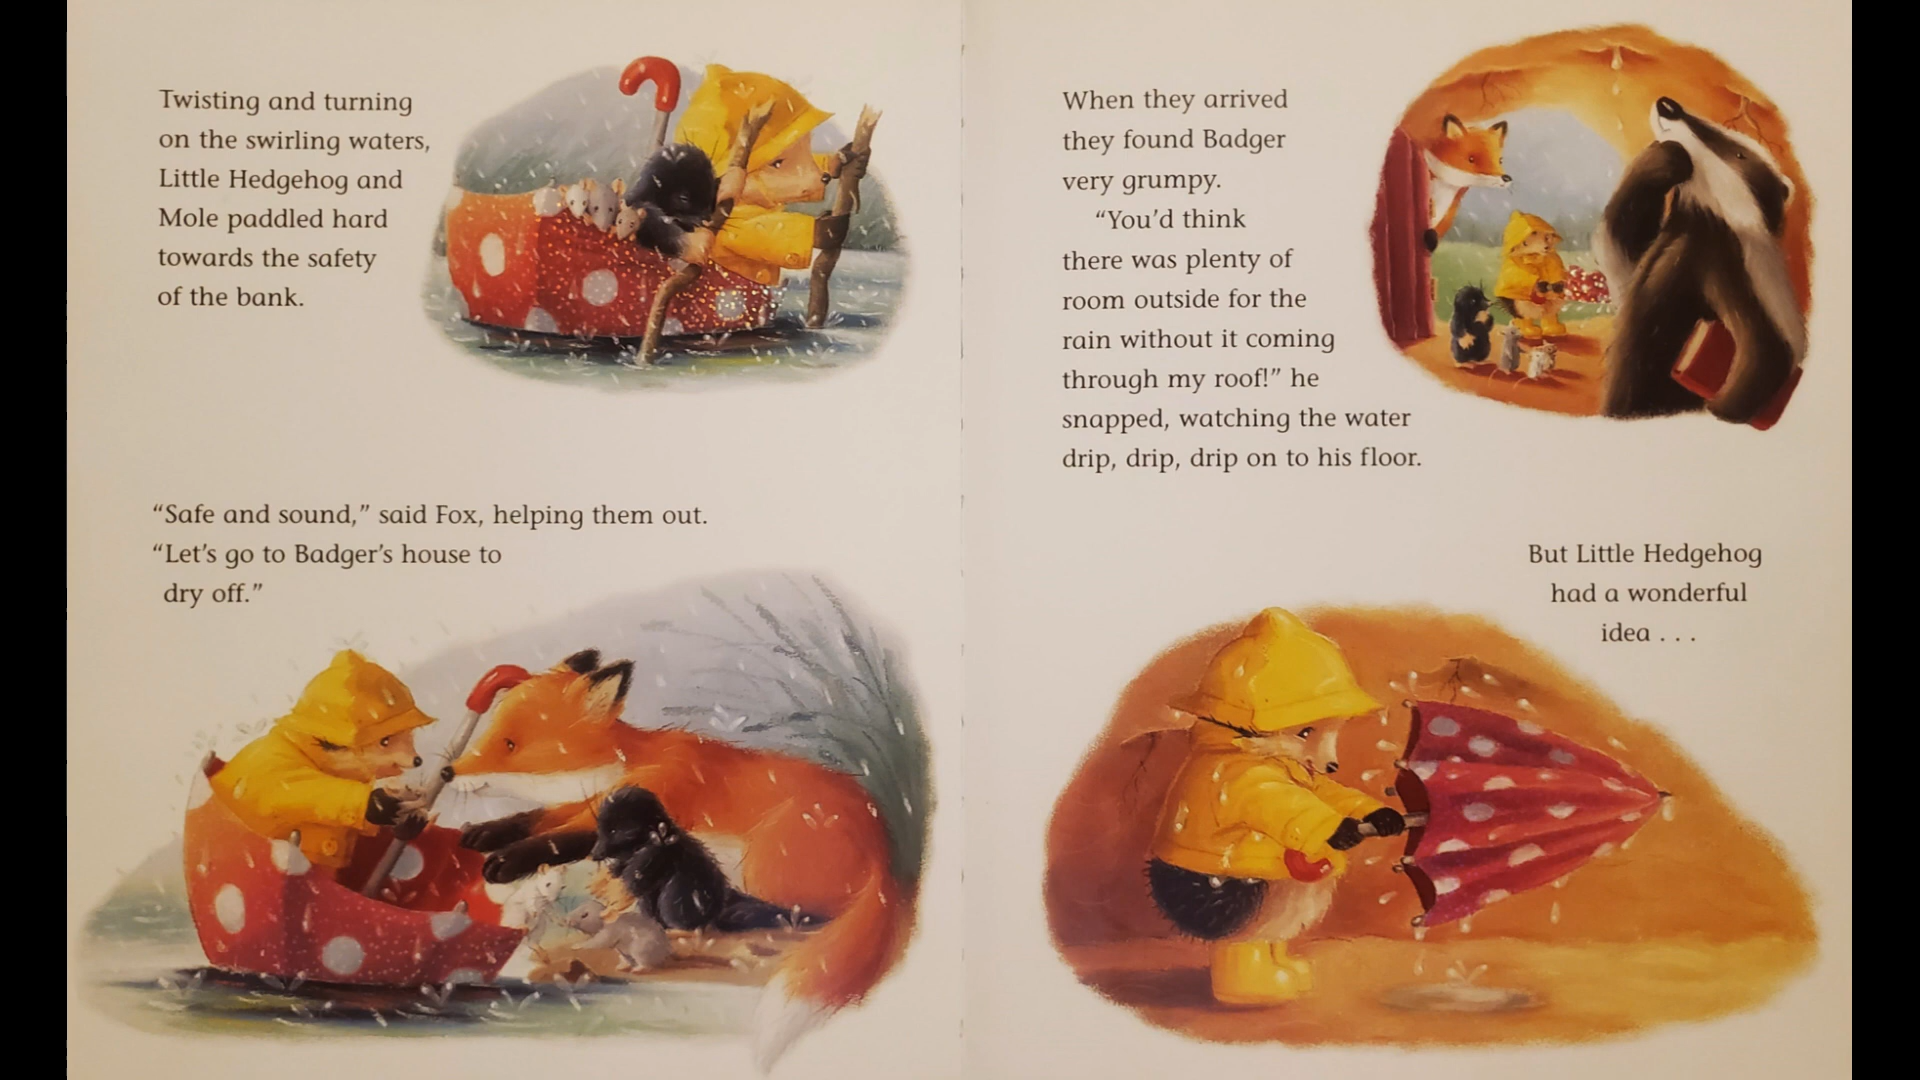 Twisting and turning
on the swirling waters,
Little Hedgehog and
Mole paddled hard
towards the safety
of the bank.
“Safe and sound,” said Fox, helping them out.
“Let’s go to Badger’s house to
dry off.”
When they arrived
they found Badger
very grumpy.
“You’d think
there was plenty of
room outside for the
rain without it coming
through my roof!” he
snapped, watching the water
drip, drip, drip on to his floor.
But Little Hedgehog
had a wonderful
idea . . .